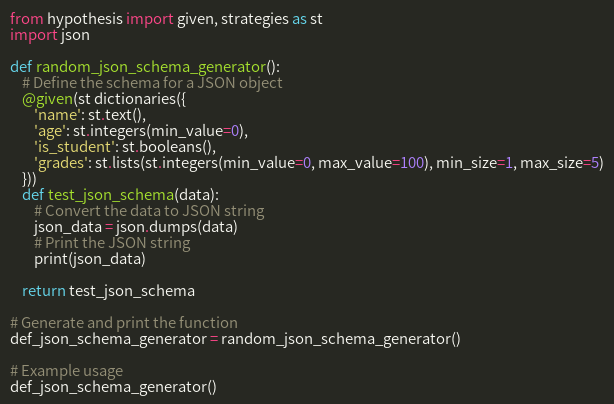 from hypothesis import given, strategies as st
import json
def random_json_schema_generator():
# Define the schema for a JSON object
@given(st dictionaries({
'name': st.text(),
'age': st.integers(min_value=0),
'is_student': st.booleans(),
'grades': st.lists(st.integers(min_value=0, max_value=100), min_size=1, max_size=5)
}))
def test_json_schema(data):
# Convert the data to JSON string
json_data = json.dumps(data)
# Print the JSON string
print(json_data)
return test_json_schema
# Generate and print the function
def_json_schema_generator = random_json_schema_generator()
# Example usage
def_json_schema_generator()